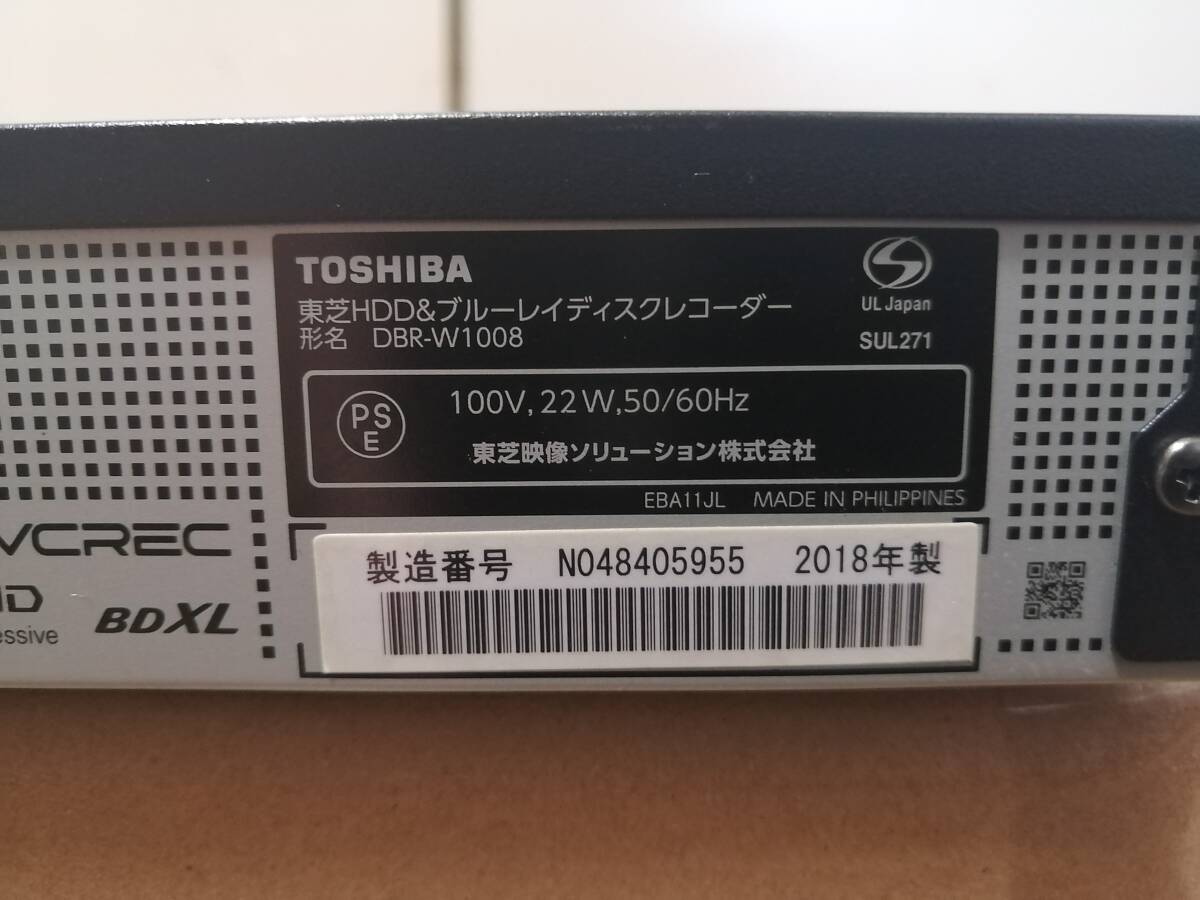 TOSHIBA
東芝HDD&ブルーレイディスクレコーダー
形名 DBR-W1008
UL Japan
SUL271
PS
E
100V, 22W, 50/60Hz
東芝映像ソリューション株式会社
EBA11JL MADE IN PHILIPPINES
VCREC
BDXL
製造番号 N048405955 2018年製